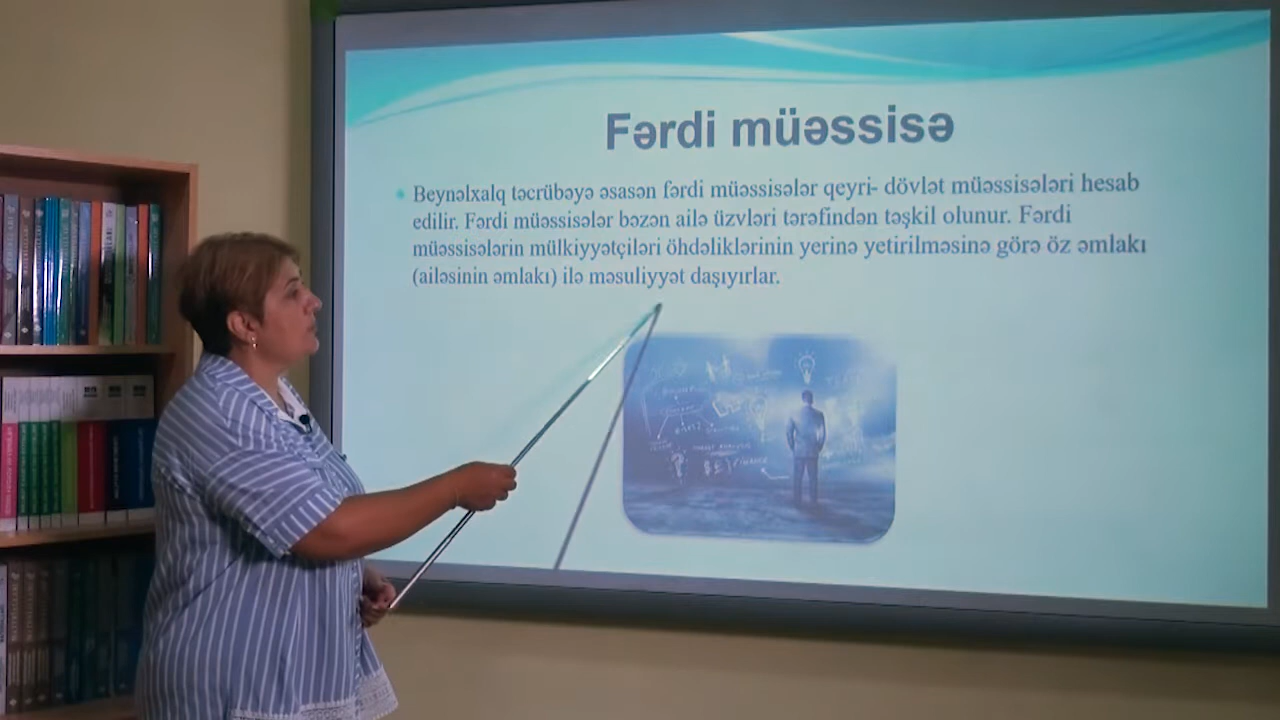 Fərdi müəssisə
Beynəlxalq təcrübəyə əsasən fərdi müəssisələr qeyri- dövlət müəssisələri hesab
edilir. Fərdi müəssisələr bəzən ailə üzvləri tərəfindən təşkil olunur. Fərdi
müəssisələrin mülkiyyətçiləri öhdəliklərinin yerinə yetirilməsinə görə öz əmlakı
(ailəsinin əmlakı) ilə məsuliyyət daşıyırlar.